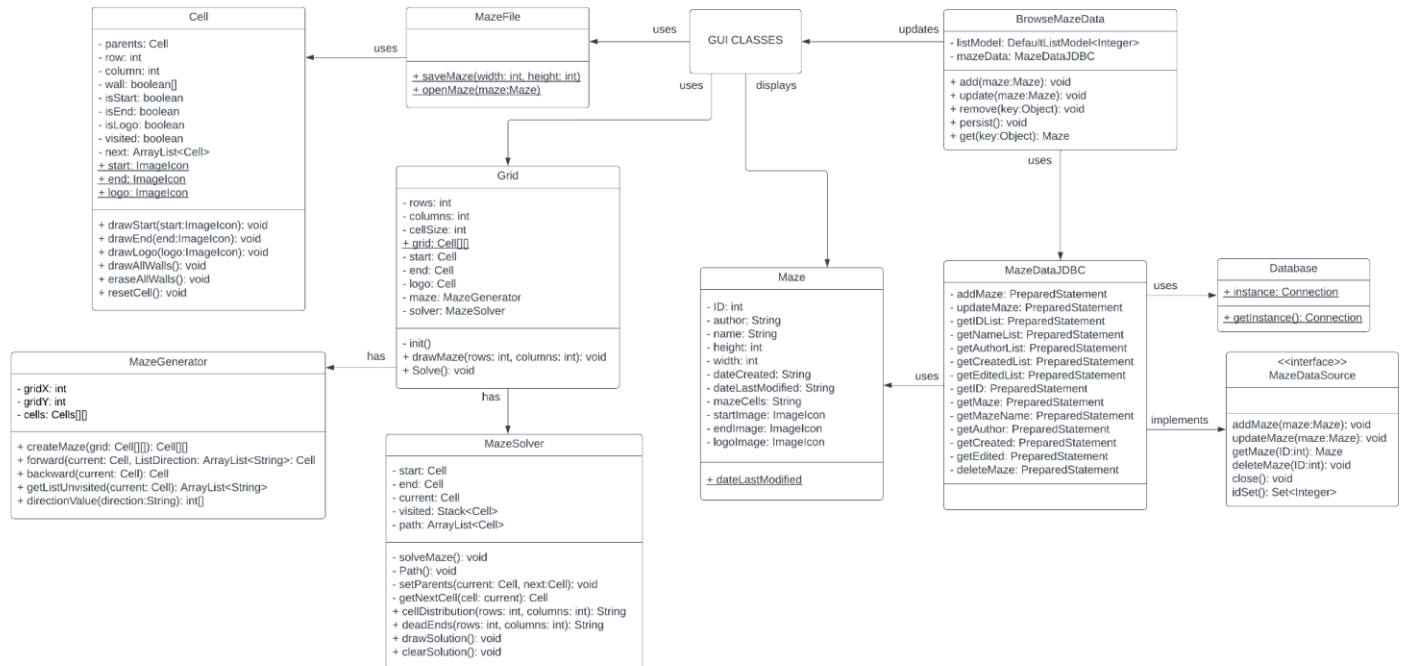 Cell
- parents: Cell
- row: int
- column: int
- wall: boolean[]
- isStart: boolean
- isEnd: boolean
- isLogo: boolean
- visited: boolean
- next: ArrayList<Cell>
+ start: ImageIcon
+ end: ImageIcon
+ logo: ImageIcon
+ drawStart(start:ImageIcon): void
+ drawEnd(end:ImageIcon): void
+ drawLogo(logo:ImageIcon): void
+ drawAllWalls(): void
+ eraseAllWalls(): void
+ resetCell(): void
uses
MazeFile
+ saveMaze(width: int, height: int)
+ openMaze(maze:Maze)
uses
GUI CLASSES
uses
displays
updates
BrowseMazeData
- listModel: DefaultListModel<Integer>
- mazeData: MazeDataJDBC
+ add(maze:Maze): void
+ update(maze:Maze): void
+ remove(key:Object): void
+ persist(): void
+ get(key:Object): Maze
uses
Grid
- rows: int
- columns: int
- cellSize: int
+ grid: Cell[][]
- start: Cell
- end: Cell
- logo: Cell
- maze: MazeGenerator
- solver: MazeSolver
- init()
+ drawMaze(rows: int, columns: int): void
+ Solve(): void
has
has
MazeGenerator
- gridX: int
- gridY: int
- cells: Cells[][]
+ createMaze(grid: Cell[][]): Cell[][]
+ forward(current: Cell, ListDirection: ArrayList<String>: Cell
+ backward(current: Cell): Cell
+ getListUnvisited(current: Cell): ArrayList<String>
+ directionValue(direction:String): int[]
MazeSolver
- start: Cell
- end: Cell
- current: Cell
- visited: Stack<Cell>
- path: ArrayList<Cell>
- solveMaze(): void
- Path(): void
- setParents(current: Cell, next:Cell): void
- getNextCell(cell: current): Cell
+ cellDistribution(rows: int, columns: int): String
+ deadEnds(rows: int, columns: int): String
+ drawSolution(): void
+ clearSolution(): void
Maze
- ID: int
- author: String
- name: String
- height: int
- width: int
- dateCreated: String
- dateLastModified: String
- mazeCells: String
- startImage: ImageIcon
- endImage: ImageIcon
- logoImage: ImageIcon
+ dateLastModified
uses
MazeDataJDBC
- addMaze: PreparedStatement
- updateMaze: PreparedStatement
- getIDList: PreparedStatement
- getNameList: PreparedStatement
- getAuthorList: PreparedStatement
- getCreatedList: PreparedStatement
- getEditedList: PreparedStatement
- getID: PreparedStatement
- getMaze: PreparedStatement
- getMazeName: PreparedStatement
- getAuthor: PreparedStatement
- getCreated: PreparedStatement
- getEdited: PreparedStatement
- deleteMaze: PreparedStatement
uses
implements
Database
+ instance: Connection
+ getInstance(): Connection
<<interface>>
MazeDataSource
addMaze(maze:Maze): void
updateMaze(maze:Maze): void
getMaze(ID:int): Maze
deleteMaze(ID:int): void
close(): void
idSet(): Set<Integer>